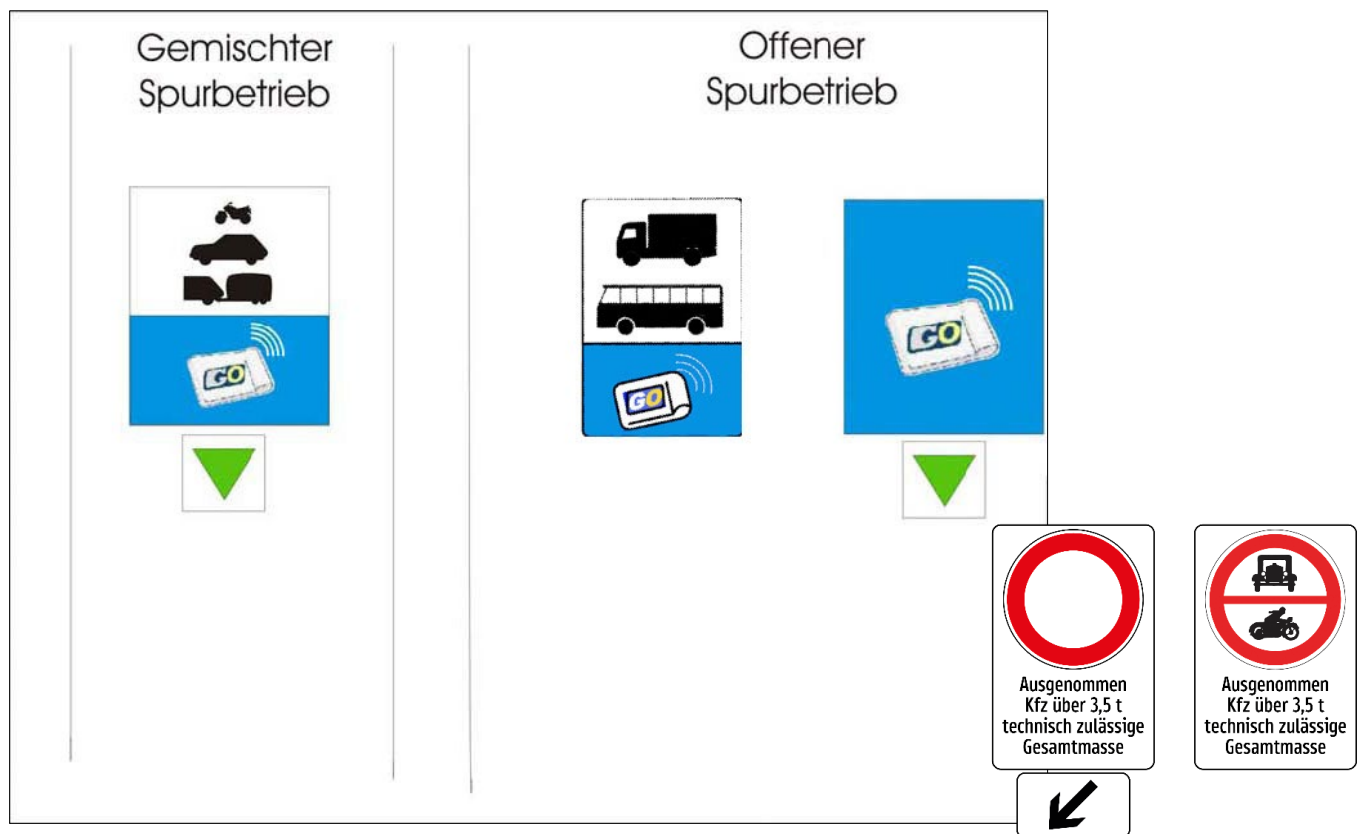 Gemischter
Spurbetrieb
Offener
Spurbetrieb
GO
GO
GO
Ausgenommen
Kfz über 3,5 t
technisch zulässige
Gesamtmasse
Ausgenommen
Kfz über 3,5 t
technisch zulässige
Gesamtmasse